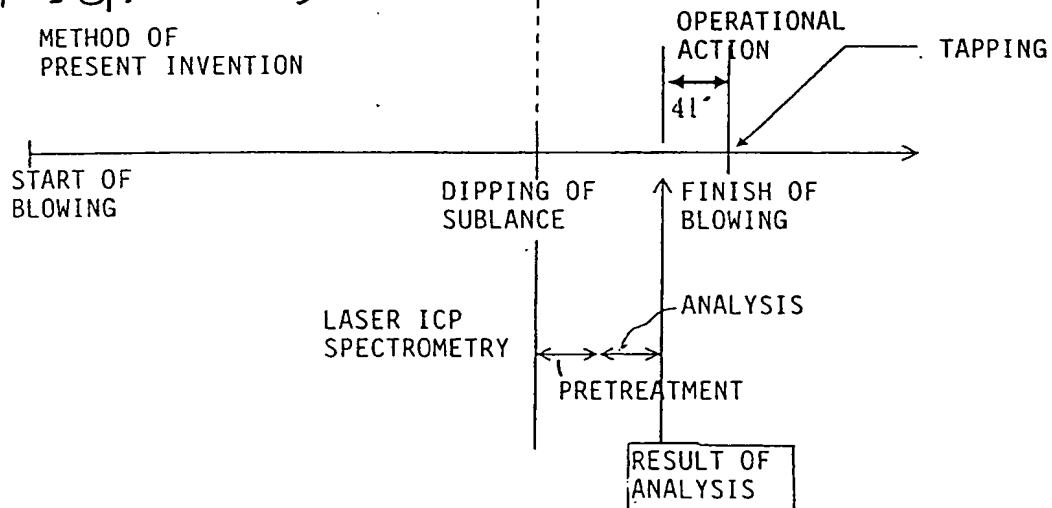 METHOD OF
PRESENT INVENTION
OPERATIONAL
ACTION
TAPPING
41"
START OF
BLOWING
DIPPING OF
SUBLANCE
FINISH OF
BLOWING
LASER ICP
SPECTROMETRY
ANALYSIS
PRETREATMENT
RESULT OF
ANALYSIS